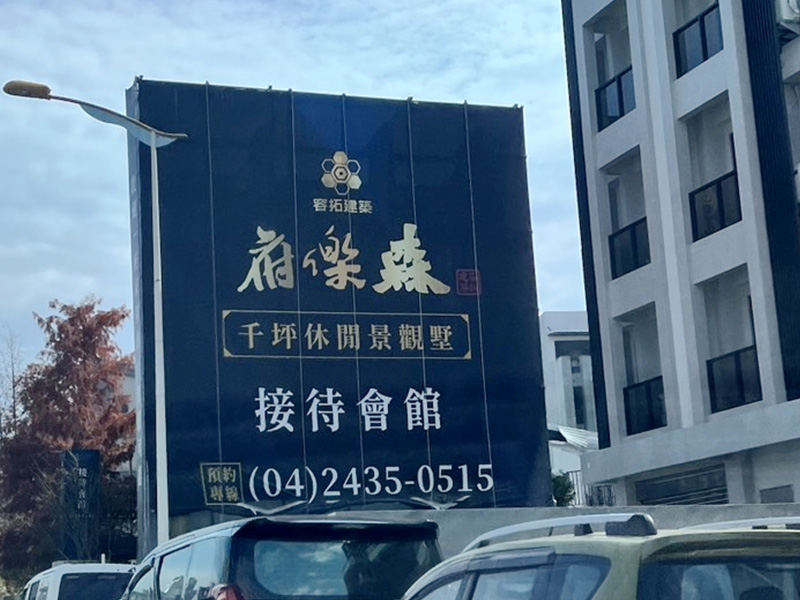 容拓建築
府樂森
千坪休閒景觀墅
接待會館
預約
專線
(04)2435-0515